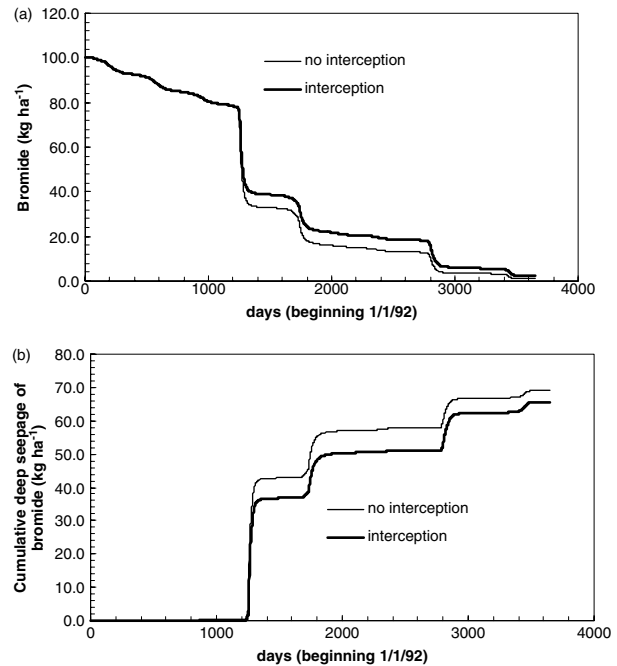 (a)
120.0
100.0
80.0
60.0
40.0
20.0
0.0
Bromide (kg ha-1)
no interception
interception
0
1000
2000
3000
4000
days (beginning 1/1/92)
(b)
80.0
70.0
60.0
50.0
40.0
30.0
20.0
10.0
0.0
Cumulative deep seepage of
bromide (kg ha-1)
no interception
interception
0
1000
2000
3000
4000
days (beginning 1/1/92)